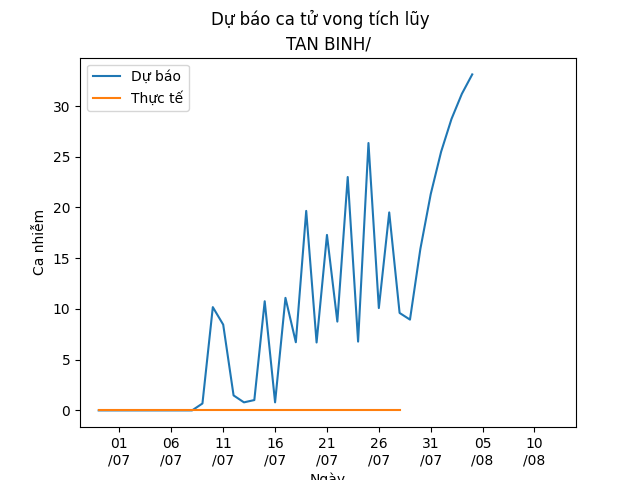 Dự báo ca tử vong tích lũy
TAN BINH/
Dự báo
Thực tế
Ca nhiễm
30
25
20
15
10
5
0
01 06 11 16 21 26 31 05 10
/07 /07 /07 /07 /07 /07 /07 /08 /08
Ngày